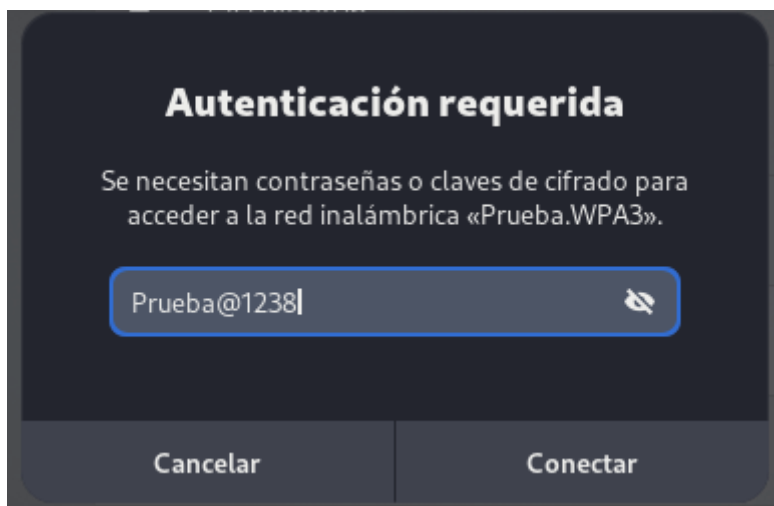 Autenticación requerida
Se necesitan contraseñas o claves de cifrado para
acceder a la red inalámbrica «Prueba.WPA3».
Prueba@1238
Cancelar
Conectar